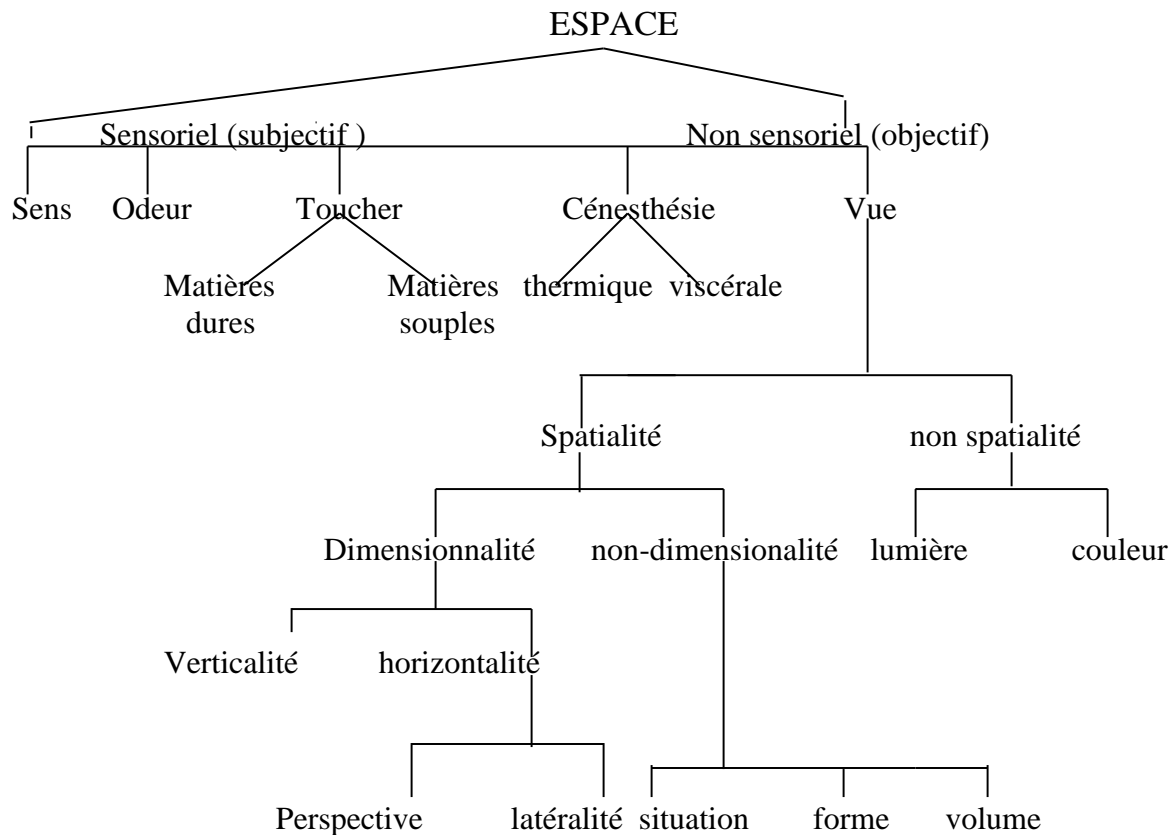 ESPACE
Sensoriel (subjectif ) Non sensoriel (objectif)
Sens Odeur Toucher Cénesthésie Vue
Matières Matières thermique viscérale
dures souples
Spatialité non spatialité
Dimensionnalité non-dimensionalité lumière couleur
Verticalité horizontalité
Perspective latéralité situation forme volume